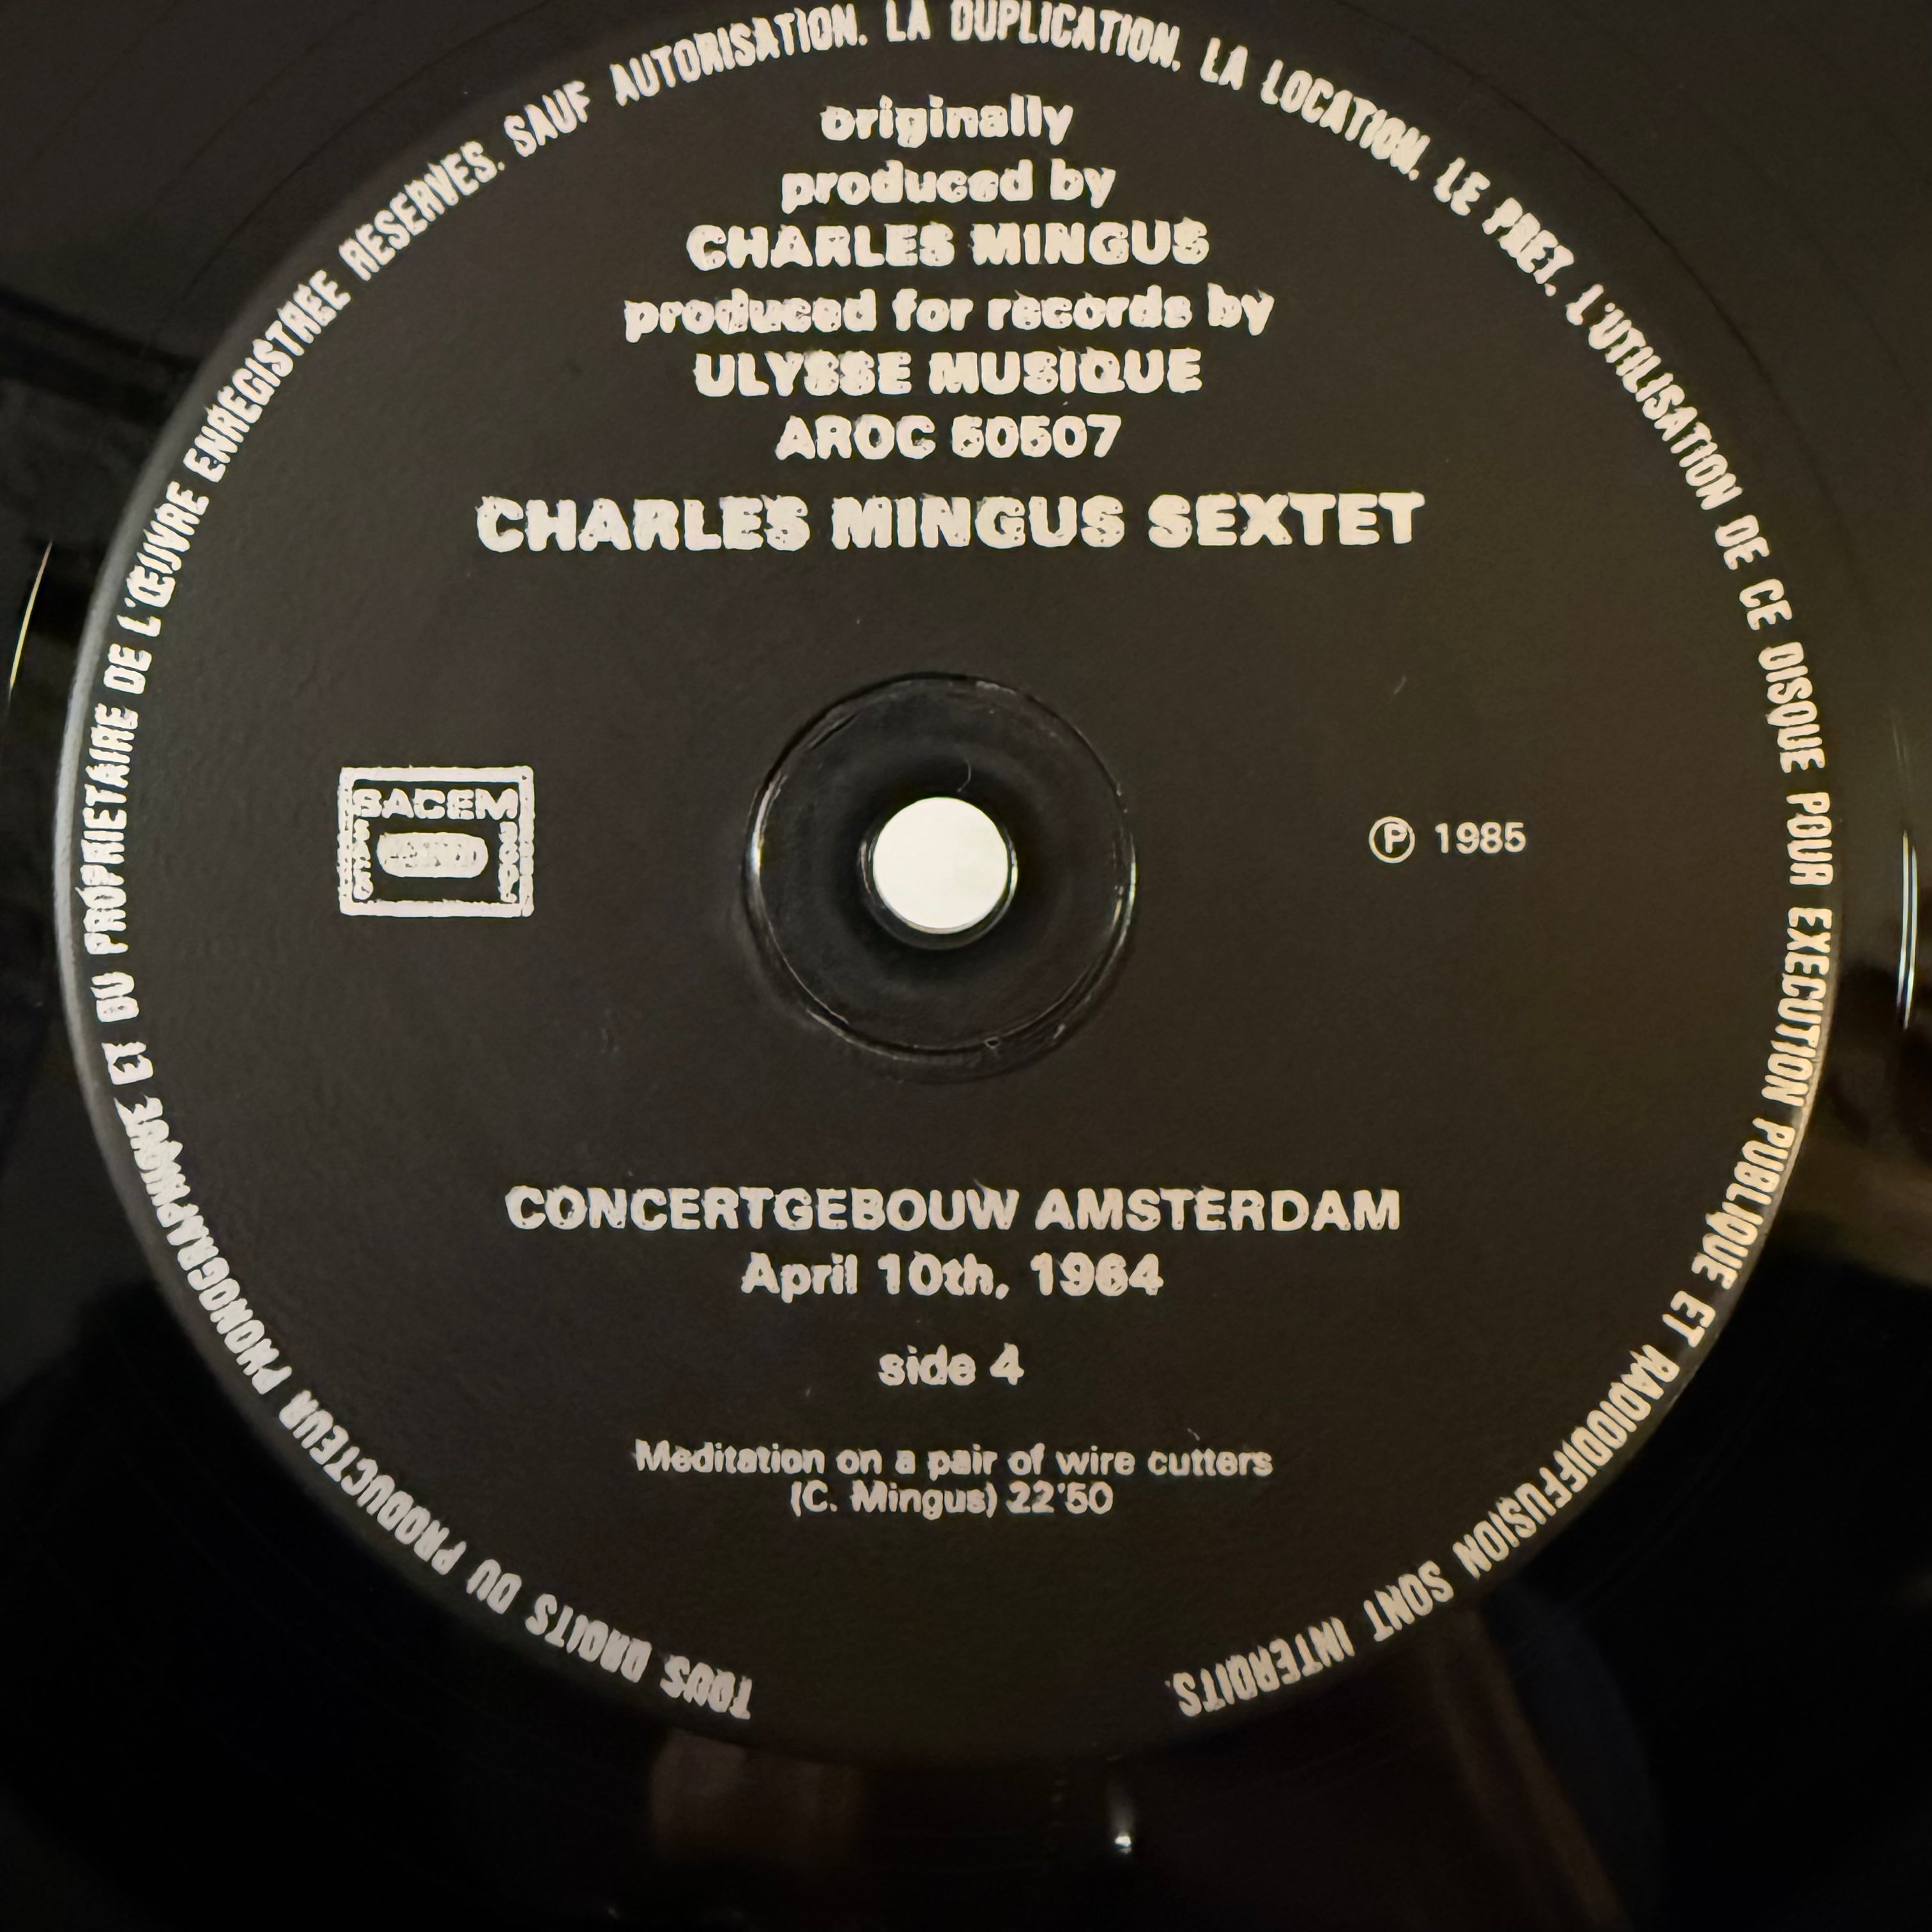 TOUS DROITS DU PRODUCTEUR PHONOGRAPHIQUE ET DU PROPRIETAIRE DE L'ŒUVRE ENREGISTREE RESERVES. SAUF AUTORISATION. LA DUPLICATION. LA LOCATION. LE PRET. L'UTILISATION DE CE DISQUE POUR EXECUTION PUBLIQUE ET RADIODIFFUSION SONT INTERDITS.
originally
produced by
CHARLES MINGUS
produced for records by
ULYSSE MUSIQUE
AROC 50507
CHARLES MINGUS SEXTET
SACEM
℗ 1985
CONCERTGEBOUW AMSTERDAM
April 10th, 1964
side 4
Meditation on a pair of wire cutters
(C. Mingus) 22'50